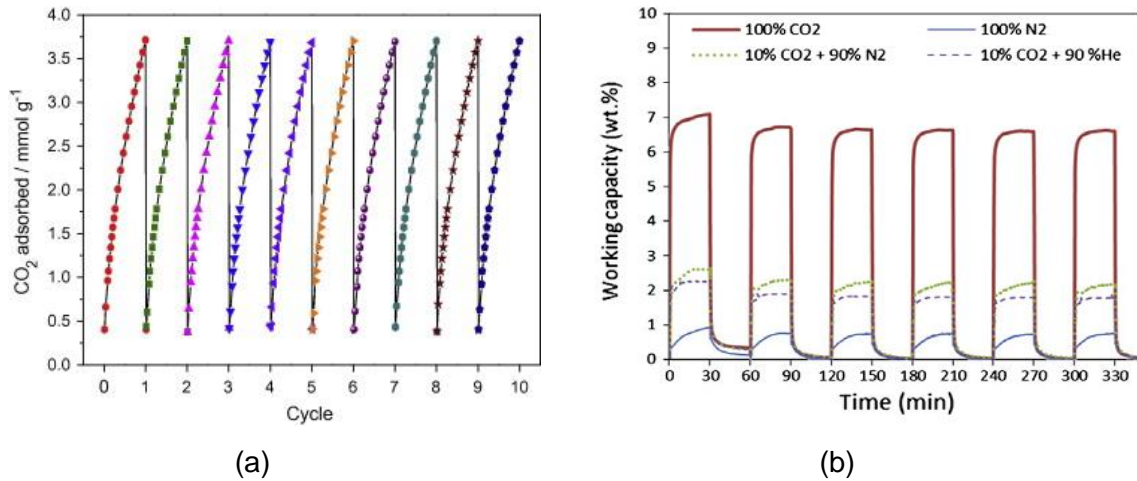 4.0
3.5
3.0
2.5
2.0
1.5
1.0
0.5
0.0
CO2 adsorbed / mmol g-1
0 1 2 3 4 5 6 7 8 9 10
Cycle
(a)
10
9
8
7
6
5
4
3
2
1
0
Working capacity (wt.%)
100% CO2 100% N2
10% CO2 + 90% N2 10% CO2 + 90 %He
0 30 60 90 120 150 180 210 240 270 300 330
Time (min)
(b)